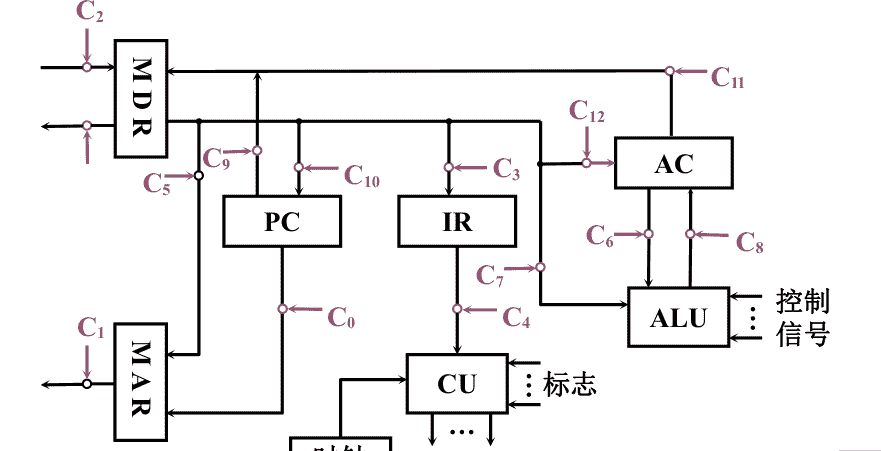 C₂
MDR
C₁₁
C₁₂
C₉
C₅
C₁₀
C₃
AC
PC
IR
C₆
C₈
C₇
C₀
C₄
ALU
控制
信号
C₁
MAR
CU
标志
···